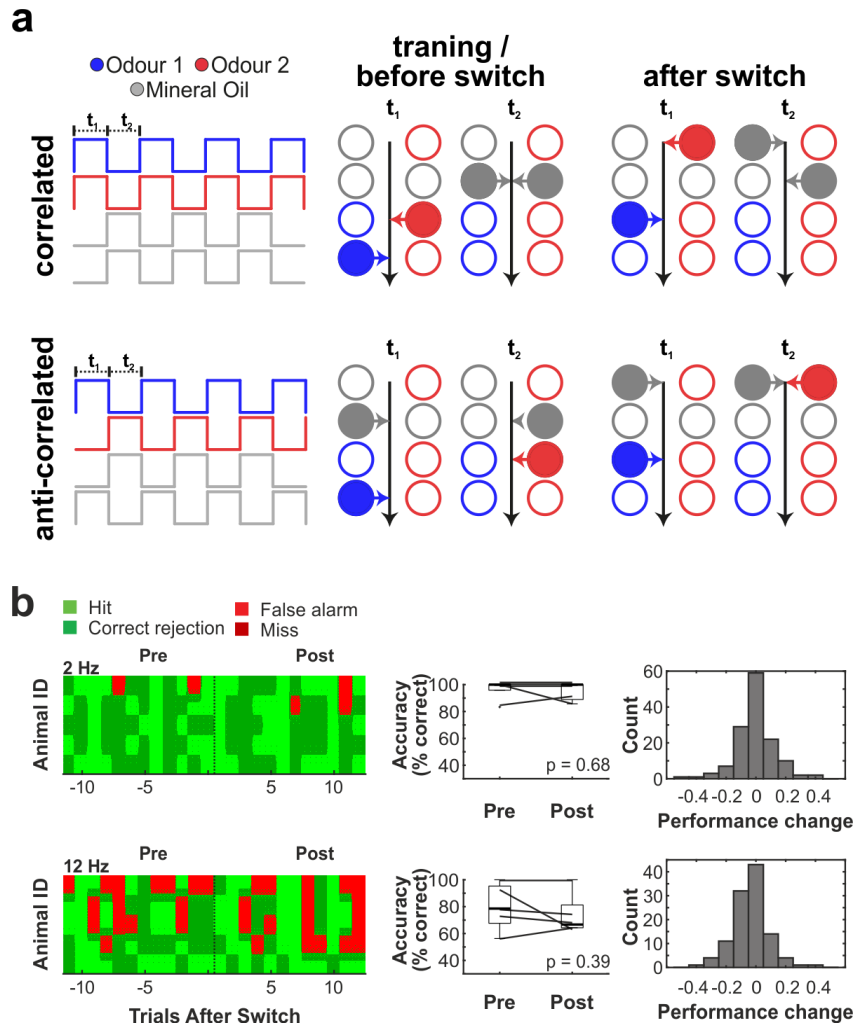 a
Odour 1 Odour 2
Mineral Oil
traning /
before switch
after switch
correlated
t1 t2
t1 t2
t1 t2
anti-correlated
t1 t2
t1 t2
t1 t2
b
Hit False alarm
Correct rejection Miss
2 Hz Pre Post
Animal ID
-10 -5 5 10
Accuracy
(% correct)
100
80
60
40
p = 0.68
Pre Post
Count
60
40
20
0
-0.4 -0.2 0 0.2 0.4
Performance change
12 Hz Pre Post
Animal ID
-10 -5 5 10
Trials After Switch
Accuracy
(% correct)
100
80
60
40
p = 0.39
Pre Post
Count
40
30
20
10
0
-0.4 -0.2 0 0.2 0.4
Performance change